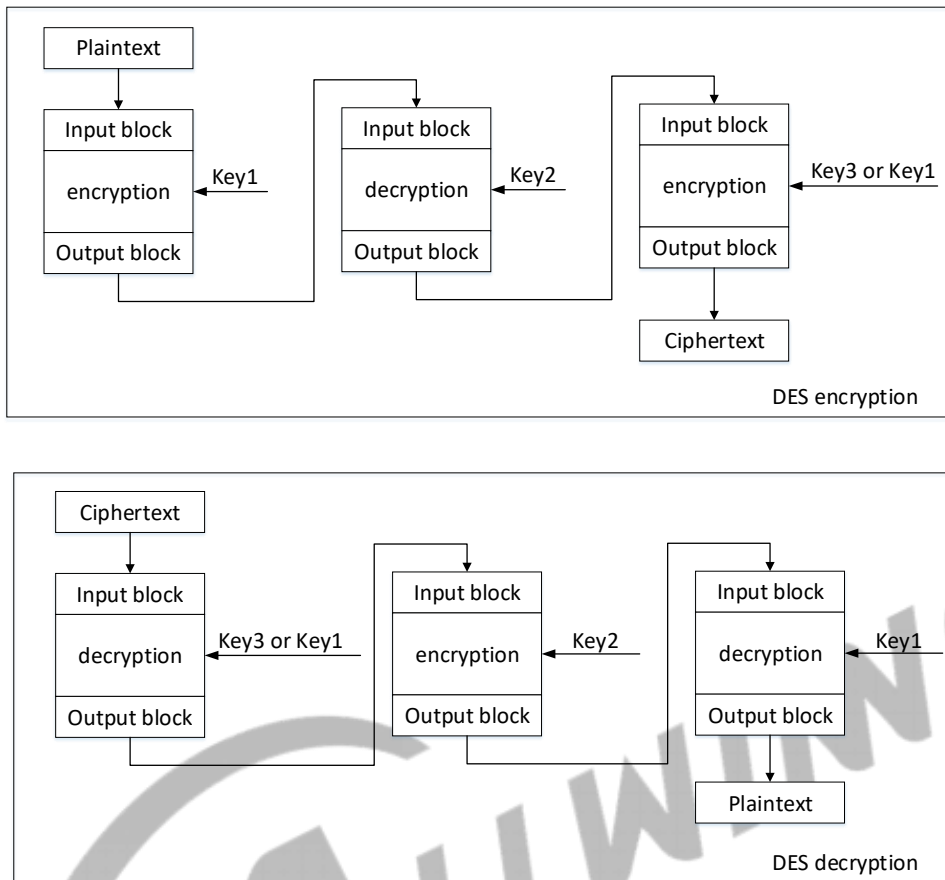 Plaintext
Input block
encryption
Output block
Key1
Input block
decryption
Output block
Key2
Input block
encryption
Output block
Key3 or Key1
Ciphertext
DES encryption
Ciphertext
Input block
decryption
Output block
Key3 or Key1
Input block
encryption
Output block
Key2
Input block
decryption
Output block
Key1
Plaintext
DES decryption